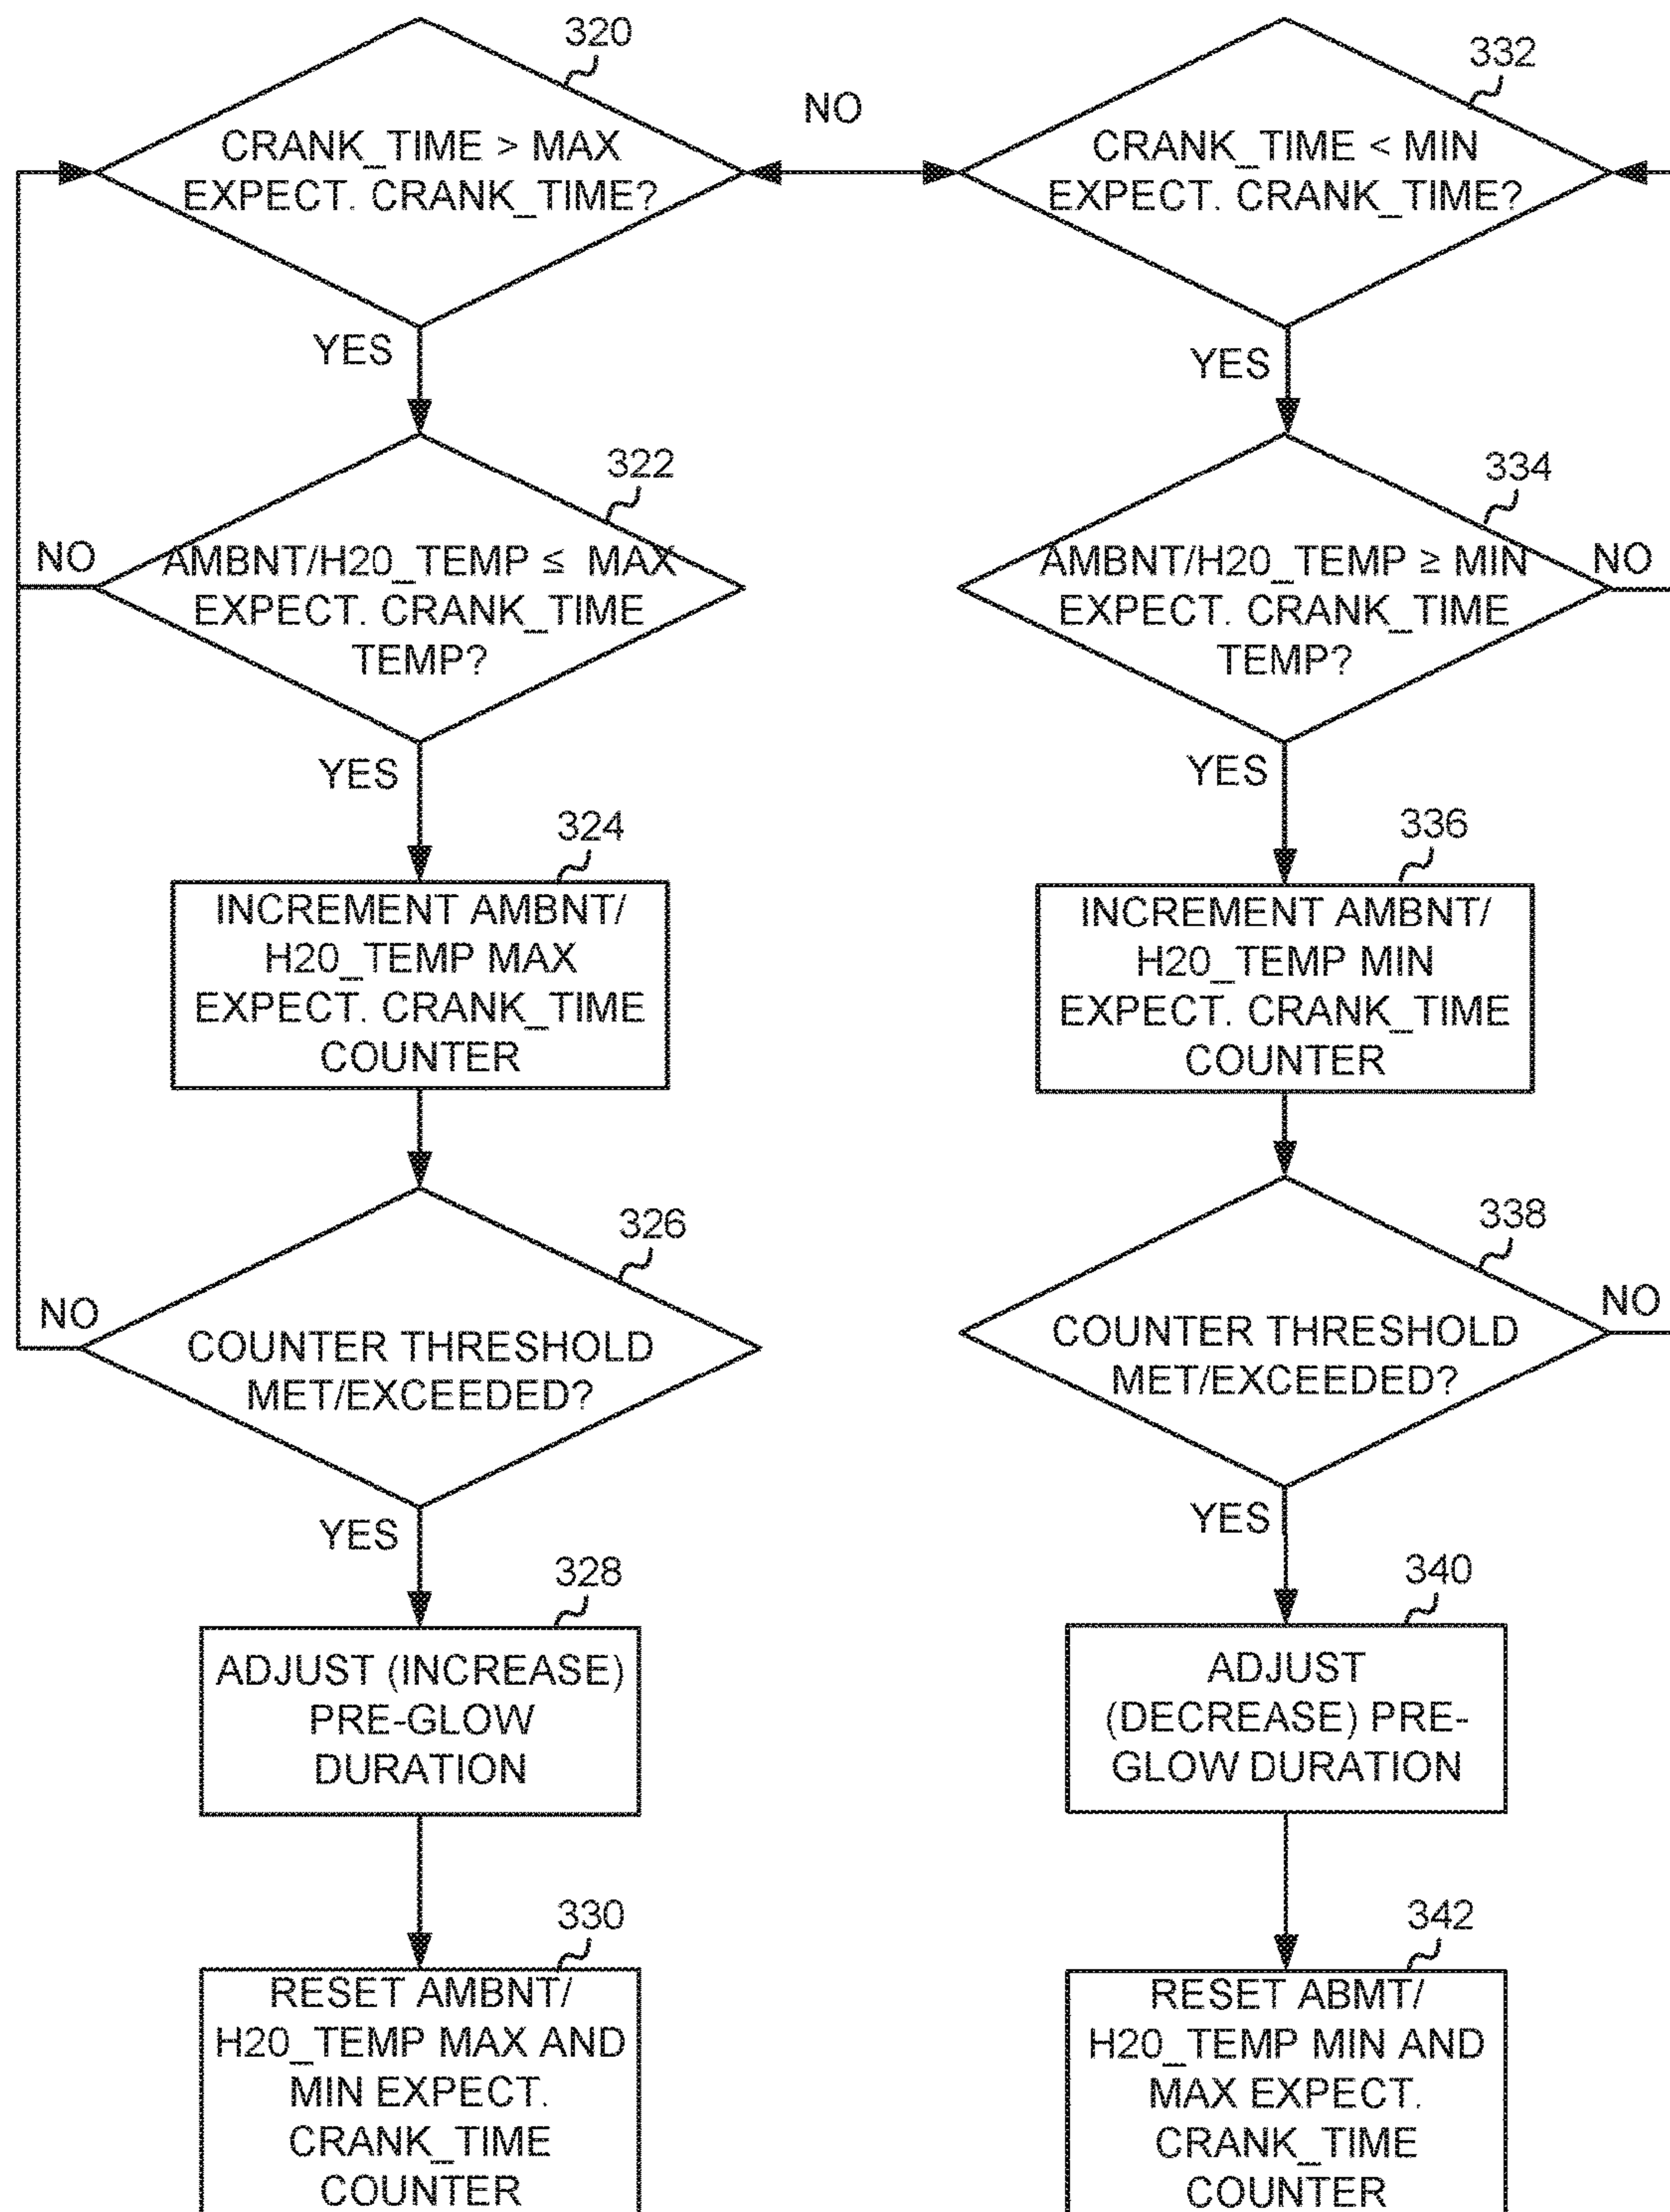 320
CRANK_TIME > MAX
EXPECT. CRANK_TIME?
NO
332
CRANK_TIME < MIN
EXPECT. CRANK_TIME?
YES
YES
322
NO
AMBNT/H20_TEMP ≤ MAX
EXPECT. CRANK_TIME
TEMP?
334
AMBNT/H20_TEMP ≥ MIN
EXPECT. CRANK_TIME
TEMP?
NO
YES
YES
324
INCREMENT AMBNT/
H20_TEMP MAX
EXPECT. CRANK_TIME
COUNTER
336
INCREMENT AMBNT/
H20_TEMP MIN
EXPECT. CRANK_TIME
COUNTER
326
NO
COUNTER THRESHOLD
MET/EXCEEDED?
338
NO
COUNTER THRESHOLD
MET/EXCEEDED?
YES
YES
328
ADJUST (INCREASE)
PRE-GLOW
DURATION
340
ADJUST
(DECREASE) PRE-
GLOW DURATION
330
RESET AMBNT/
H20_TEMP MAX AND
MIN EXPECT.
CRANK_TIME
COUNTER
342
RESET ABMT/
H20_TEMP MIN AND
MAX EXPECT.
CRANK_TIME
COUNTER